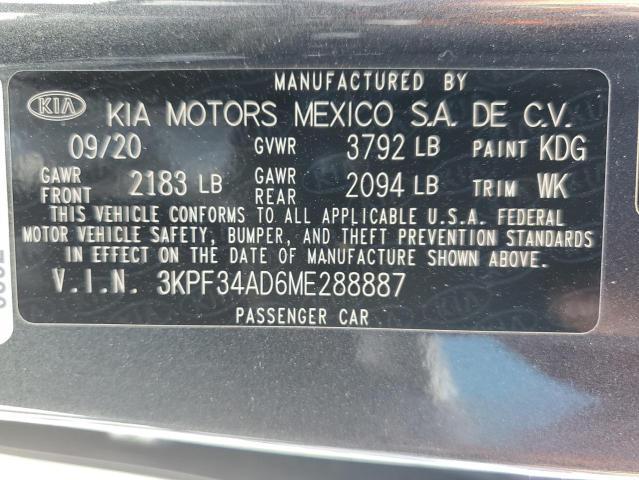 MANUFACTURED BY
KIA KIA MOTORS MEXICO S.A. DE C.V.
09/20 GVWR 3792 LB PAINT KDG
GAWR FRONT 2183 LB GAWR REAR 2094 LB TRIM WK
THIS VEHICLE CONFORMS TO ALL APPLICABLE U.S.A. FEDERAL
MOTOR VEHICLE SAFETY, BUMPER, AND THEFT PREVENTION STANDARDS
IN EFFECT ON THE DATE OF MANUFACTURE SHOWN ABOVE.
V.I.N. 3KPF34AD6ME288887
PASSENGER CAR